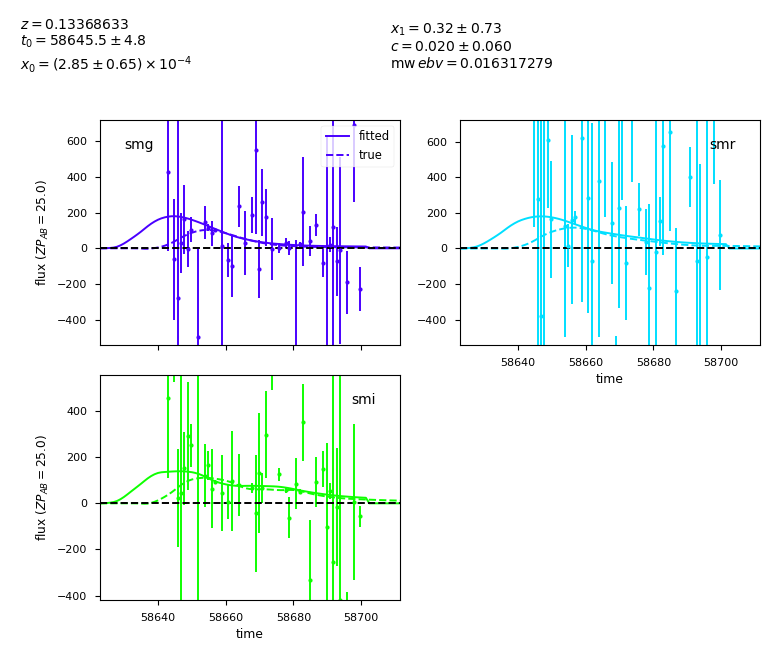 z = 0.13368633
t₀ = 58645.5 ± 4.8
x₀ = (2.85 ± 0.65) × 10⁻⁴
x₁ = 0.32 ± 0.73
c = 0.020 ± 0.060
mwebv = 0.016317279
smg
fitted
true
600
400
200
0
−200
−400
flux (ZP_AB = 25.0)
smr
600
400
200
0
−200
−400
58640 58660 58680 58700
time
smi
400
200
0
−200
−400
flux (ZP_AB = 25.0)
58640 58660 58680 58700
time